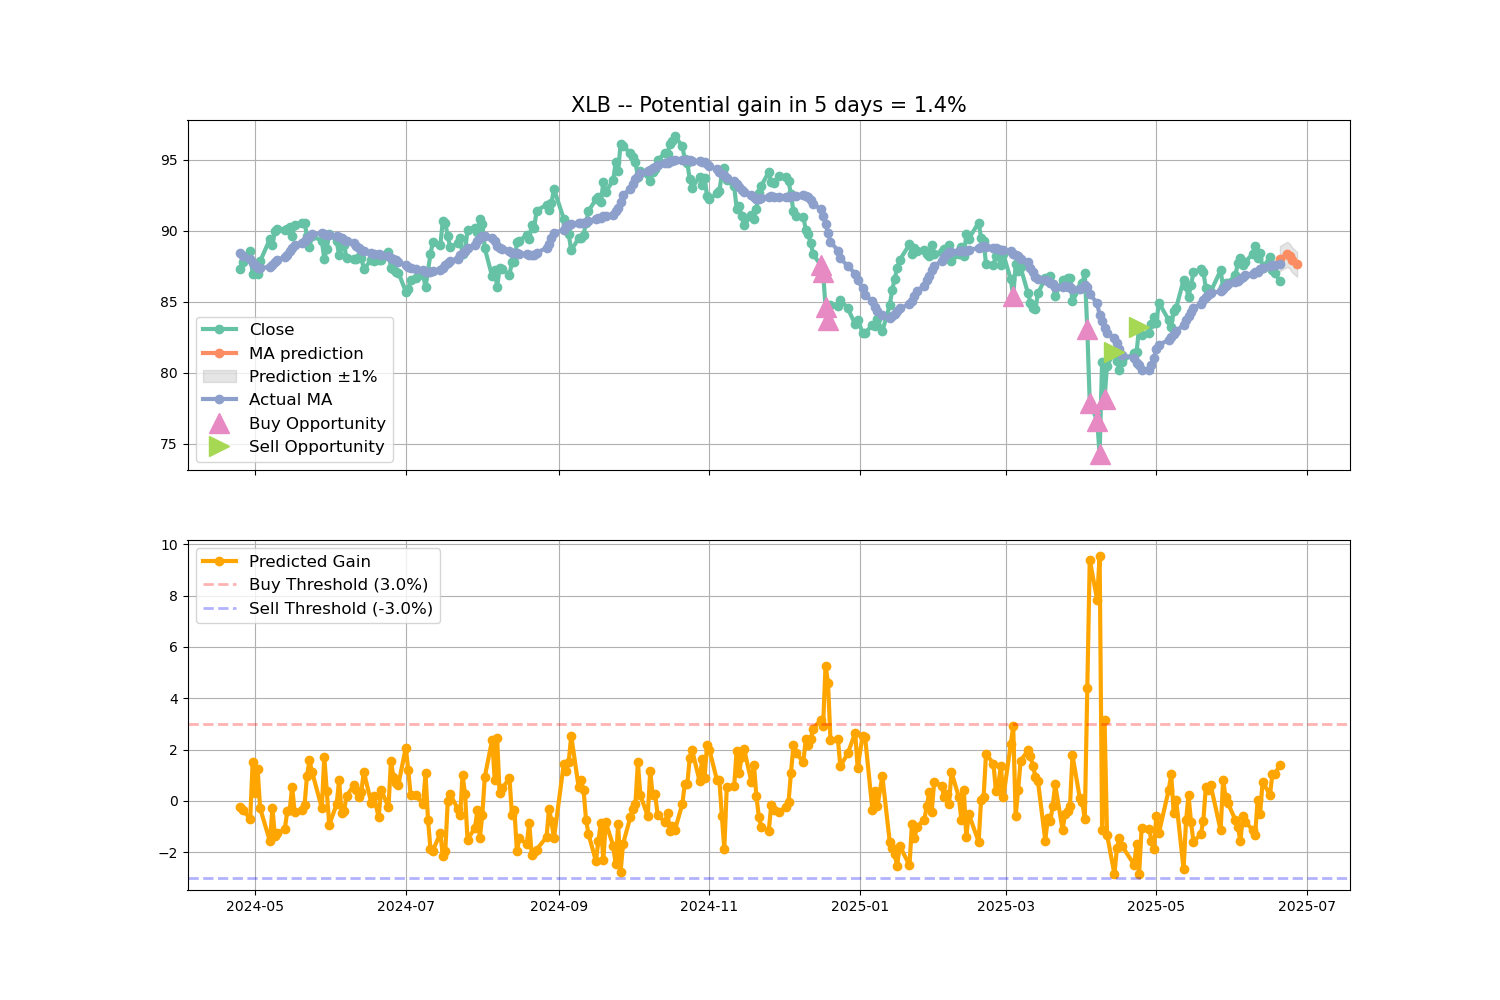 XLB -- Potential gain in 5 days = 1.4%
95
90
85
80
75
Close
MA prediction
Prediction ±1%
Actual MA
Buy Opportunity
Sell Opportunity
10
8
6
4
2
0
−2
Predicted Gain
Buy Threshold (3.0%)
Sell Threshold (-3.0%)
2024-05 2024-07 2024-09 2024-11 2025-01 2025-03 2025-05 2025-07